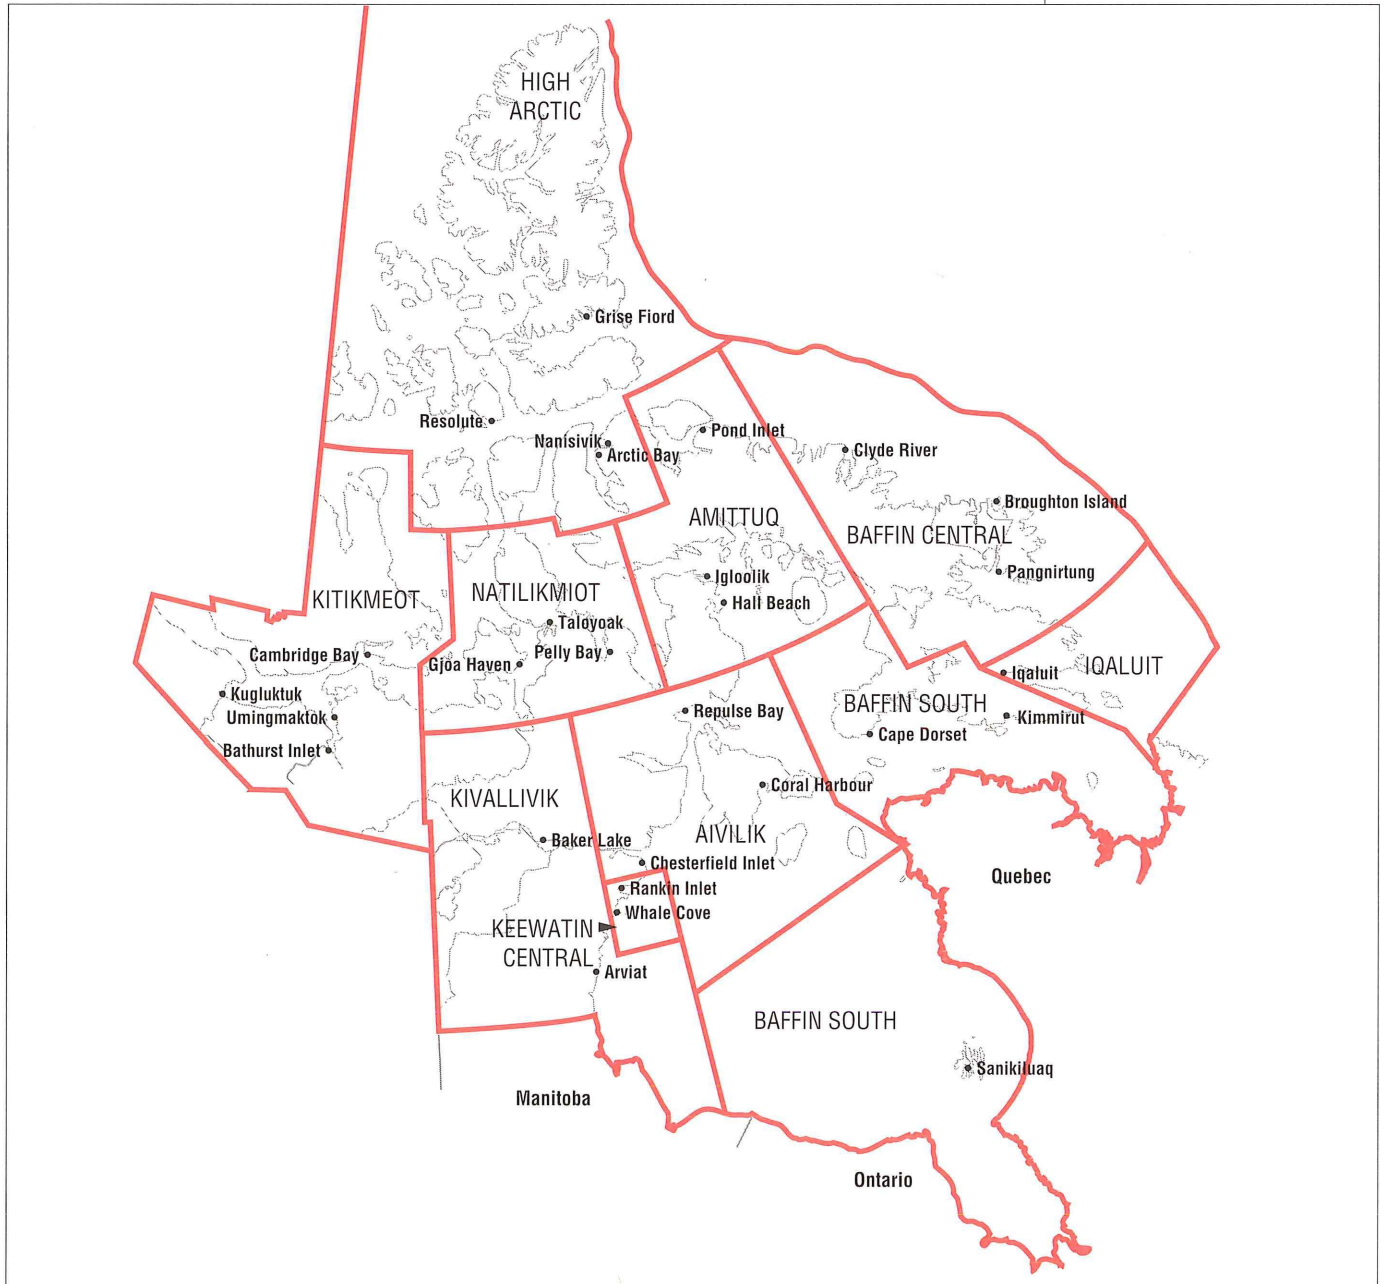 HIGH
ARCTIC
Grise Fiord
Resolute
Nanisivik
Arctic Bay
Pond Inlet
Clyde River
Broughton Island
AMITTUQ
BAFFIN CENTRAL
Igloolik
Pangnirtung
KITIKMEOT
NATILIKMIOT
Hall Beach
Taloyoak
Cambridge Bay
Gjoa Haven
Pelly Bay
Iqaluit
IQALUIT
Kugluktuk
Umingmaktok
Repulse Bay
BAFFIN SOUTH
Kimmirut
Bathurst Inlet
Cape Dorset
KIVALLIVIK
Coral Harbour
Baker Lake
AIVILIK
Chesterfield Inlet
Quebec
Rankin Inlet
Whale Cove
KEEWATIN
CENTRAL
Arviat
BAFFIN SOUTH
Sanikiluaq
Manitoba
Ontario